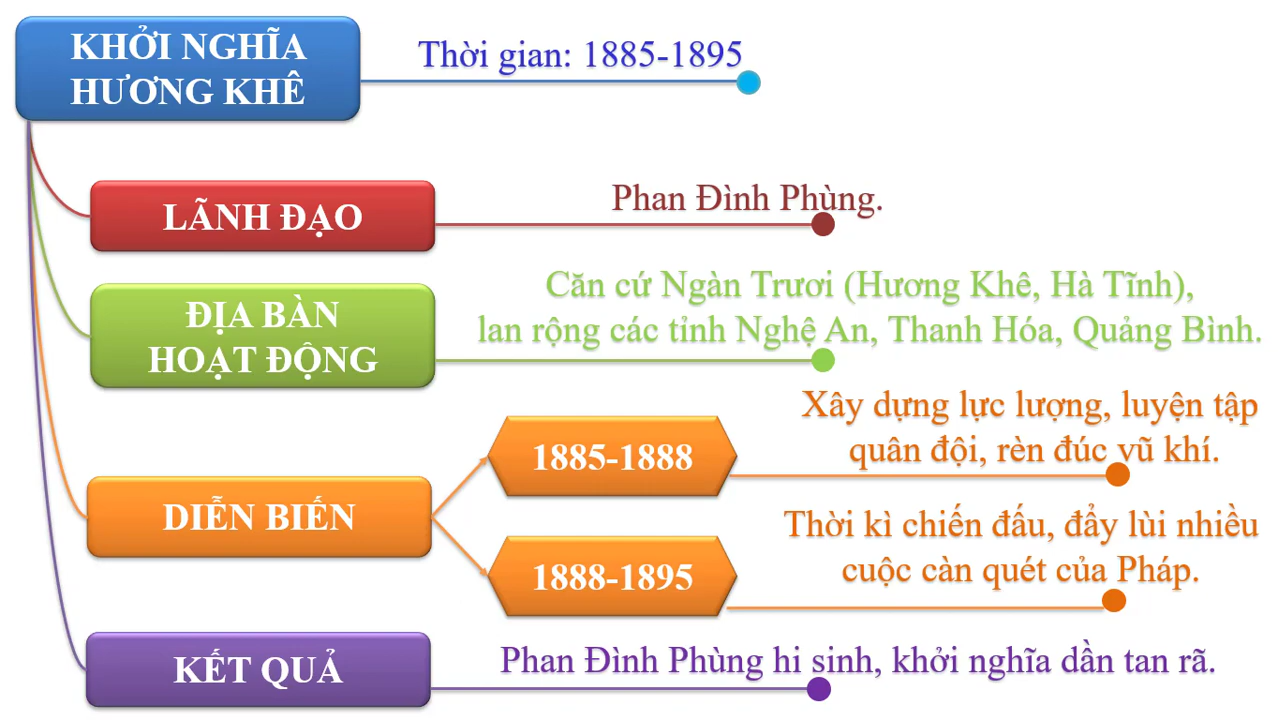 KHỞI NGHĨA
HƯƠNG KHÊ
Thời gian: 1885-1895
LÃNH ĐẠO
Phan Đình Phùng.
ĐỊA BÀN
HOẠT ĐỘNG
Căn cứ Ngàn Trươi (Hương Khê, Hà Tĩnh),
lan rộng các tỉnh Nghệ An, Thanh Hóa, Quảng Bình.
DIỄN BIẾN
1885-1888
Xây dựng lực lượng, luyện tập
quân đội, rèn đúc vũ khí.
1888-1895
Thời kì chiến đấu, đẩy lùi nhiều
cuộc càn quét của Pháp.
KẾT QUẢ
Phan Đình Phùng hi sinh, khởi nghĩa dần tan rã.